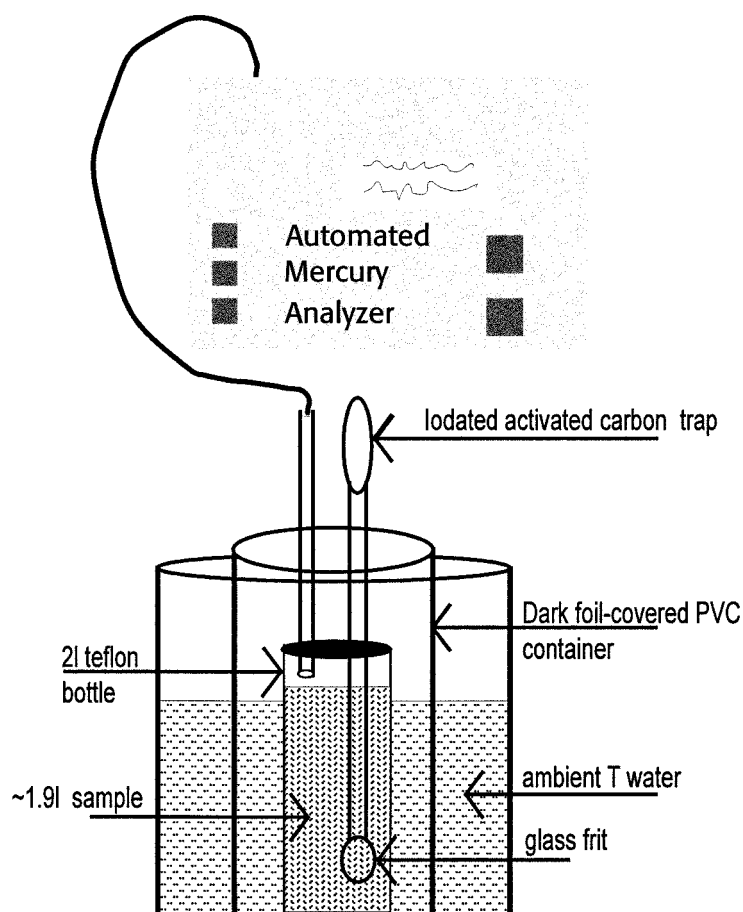 Automated
Mercury
Analyzer
Iodated activated carbon trap
Dark foil-covered PVC
container
2l teflon
bottle
ambient T water
~1.9l sample
glass frit